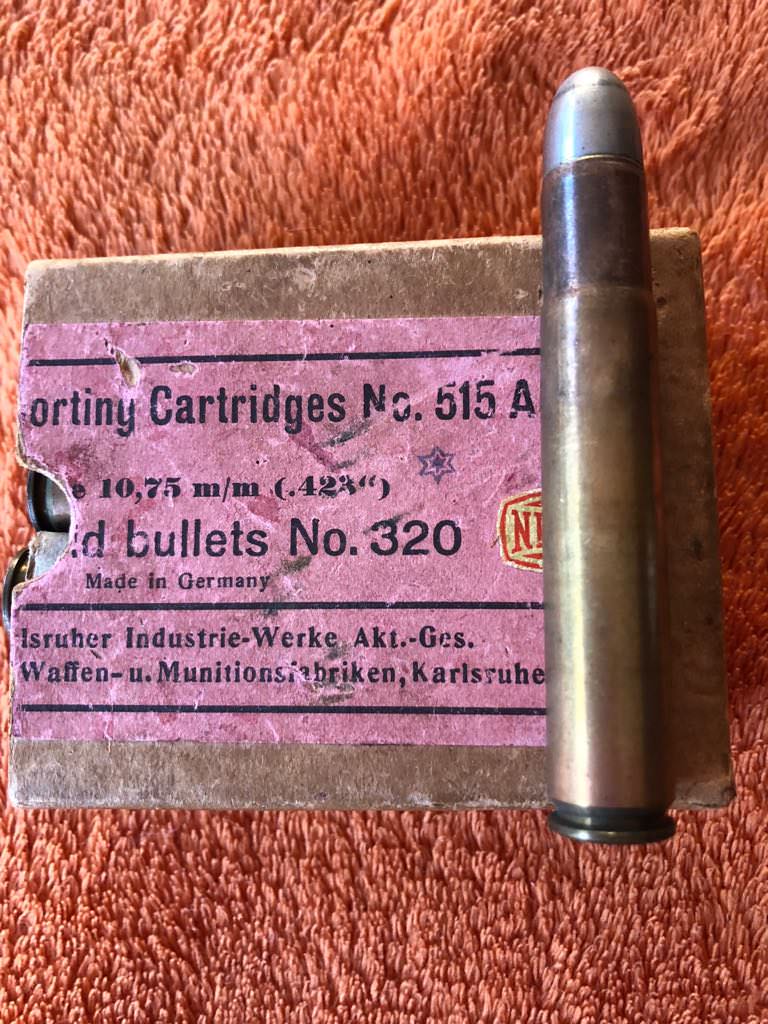 orting Cartridges No. 515 A
e 10,75 m/m (.423“)
d bullets No. 320
Made in Germany
lsruher Industrie-Werke Akt.-Ges.
Waffen- u. Munitionsfabriken, Karlsruhe